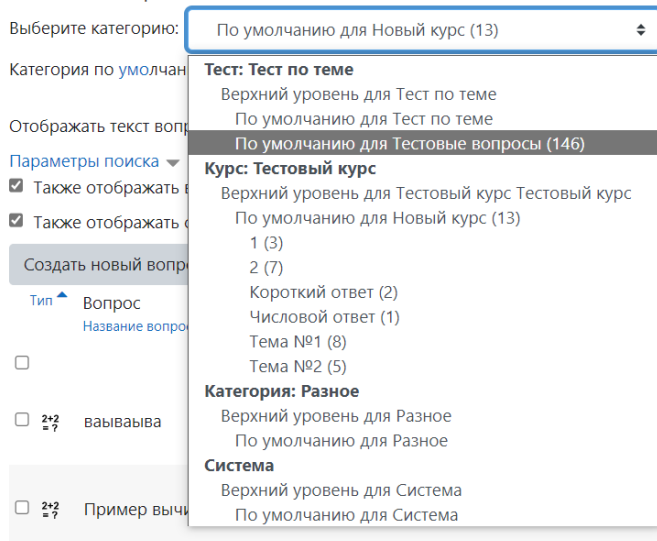 Выберите категорию: По умолчанию для Новый курс (13)
Категория по умолчан
Отображать текст вопр
Параметры поиска
Также отображать в
Также отображать с
Создать новый вопр
Тип Вопрос
Название вопро
2+2
= ?
ваываыва
2+2
= ?
Пример вычи
Тест: Тест по теме
Верхний уровень для Тест по теме
По умолчанию для Тест по теме
По умолчанию для Тестовые вопросы (146)
Курс: Тестовый курс
Верхний уровень для Тестовый курс Тестовый курс
По умолчанию для Новый курс (13)
1 (3)
2 (7)
Короткий ответ (2)
Числовой ответ (1)
Тема №1 (8)
Тема №2 (5)
Категория: Разное
Верхний уровень для Разное
По умолчанию для Разное
Система
Верхний уровень для Система
По умолчанию для Система